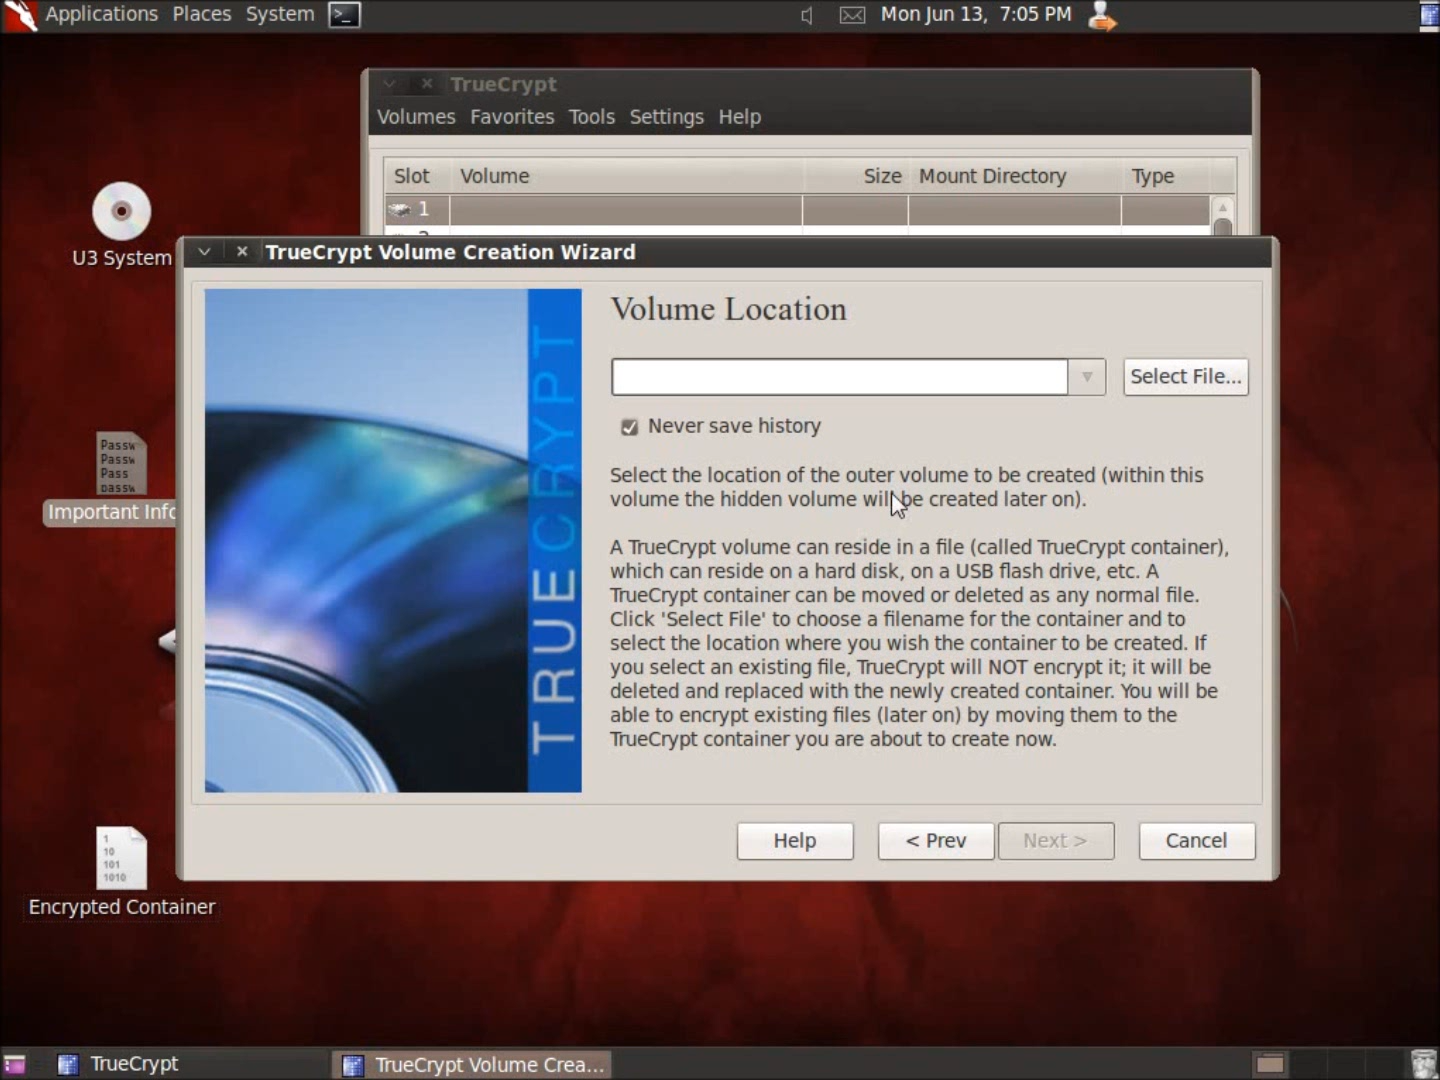 Applications Places System
Mon Jun 13, 7:05 PM
TrueCrypt
Volumes Favorites Tools Settings Help
Slot Volume Size Mount Directory Type
1
U3 System
TrueCrypt Volume Creation Wizard
Volume Location
Select File...
Never save history
Select the location of the outer volume to be created (within this
volume the hidden volume will be created later on).
A TrueCrypt volume can reside in a file (called TrueCrypt container),
which can reside on a hard disk, on a USB flash drive, etc. A
TrueCrypt container can be moved or deleted as any normal file.
Click 'Select File' to choose a filename for the container and to
select the location where you wish the container to be created. If
you select an existing file, TrueCrypt will NOT encrypt it; it will be
deleted and replaced with the newly created container. You will be
able to encrypt existing files (later on) by moving them to the
TrueCrypt container you are about to create now.
TRUECRYPT
Passw
Passw
Pass
passw
Important Info
1
10
101
1010
Encrypted Container
Help < Prev Next > Cancel
TrueCrypt TrueCrypt Volume Crea...